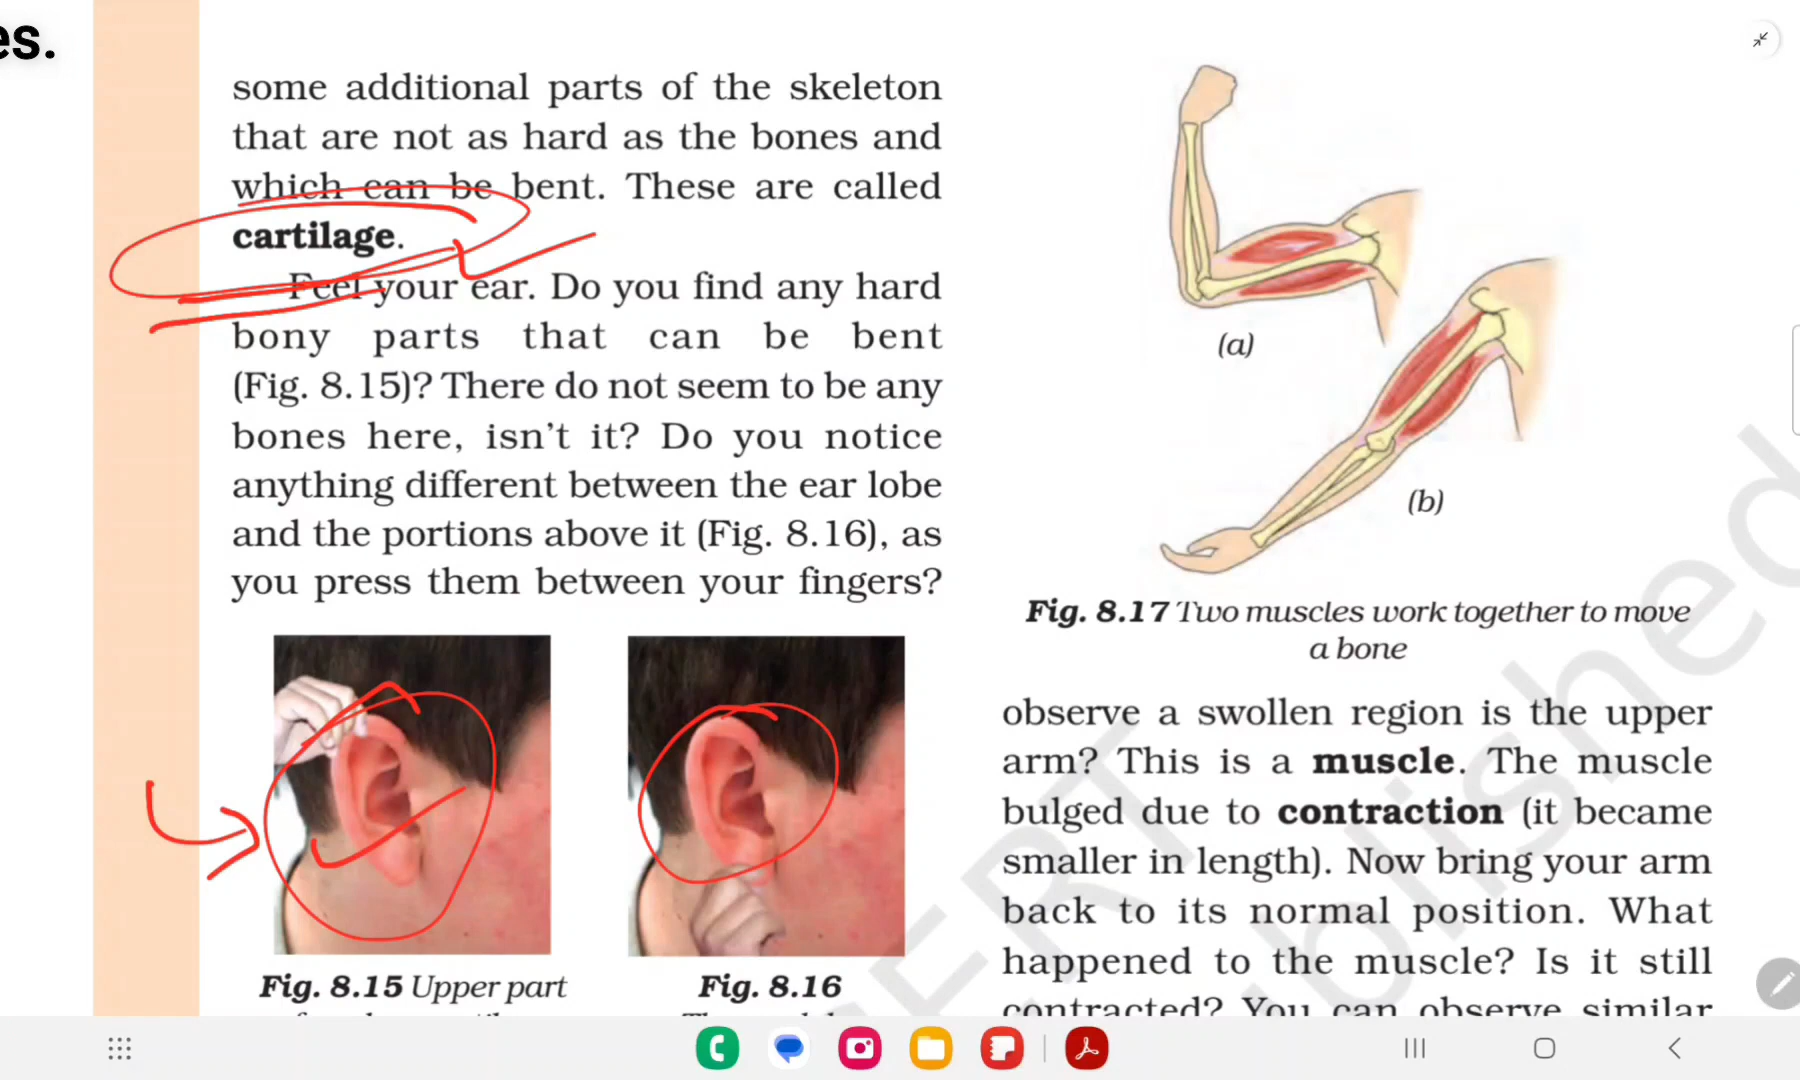 es.
some additional parts of the skeleton
that are not as hard as the bones and
which can be bent. These are called
cartilage.
Feel your ear. Do you find any hard
bony parts that can be bent
(Fig. 8.15)? There do not seem to be any
bones here, isn't it? Do you notice
anything different between the ear lobe
and the portions above it (Fig. 8.16), as
you press them between your fingers?
Fig. 8.15 Upper part
Fig. 8.16
(a)
(b)
Fig. 8.17 Two muscles work together to move
a bone
observe a swollen region is the upper
arm? This is a muscle. The muscle
bulged due to contraction (it became
smaller in length). Now bring your arm
back to its normal position. What
happened to the muscle? Is it still
contracted? You can observe similar